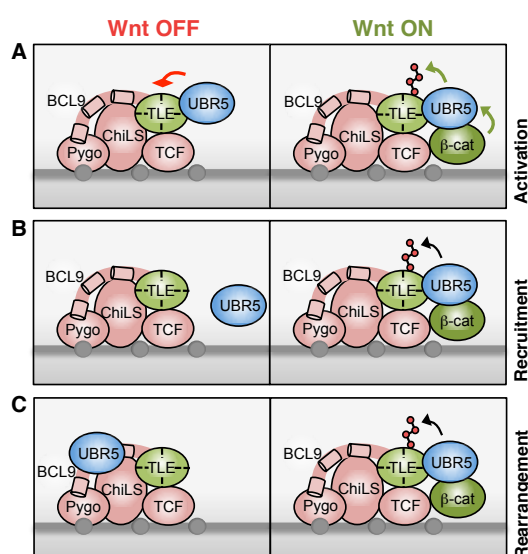 Wnt OFF
Wnt ON
A
BCL9
TLE
UBR5
ChiLS
Pygo
TCF
BCL9
TLE
UBR5
ChiLS
β-cat
Pygo
TCF
Activation
B
BCL9
TLE
UBR5
ChiLS
Pygo
TCF
BCL9
TLE
UBR5
ChiLS
β-cat
Pygo
TCF
Recruitment
C
UBR5
BCL9
TLE
ChiLS
Pygo
TCF
BCL9
TLE
UBR5
ChiLS
β-cat
Pygo
TCF
Rearrangement